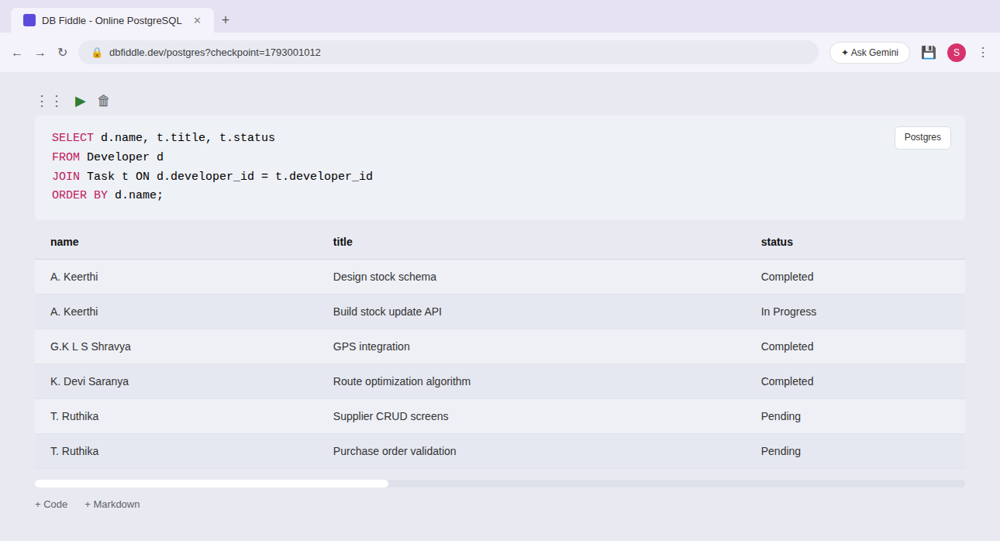 DB Fiddle - Online PostgreSQL
dbfiddle.dev/postgres?checkpoint=1793001012
✦ Ask Gemini
S
SELECT d.name, t.title, t.status
Postgres
FROM Developer d
JOIN Task t ON d.developer_id = t.developer_id
ORDER BY d.name;
name title status
A. Keerthi Design stock schema Completed
A. Keerthi Build stock update API In Progress
G.K L S Shravya GPS integration Completed
K. Devi Saranya Route optimization algorithm Completed
T. Ruthika Supplier CRUD screens Pending
T. Ruthika Purchase order validation Pending
+ Code + Markdown